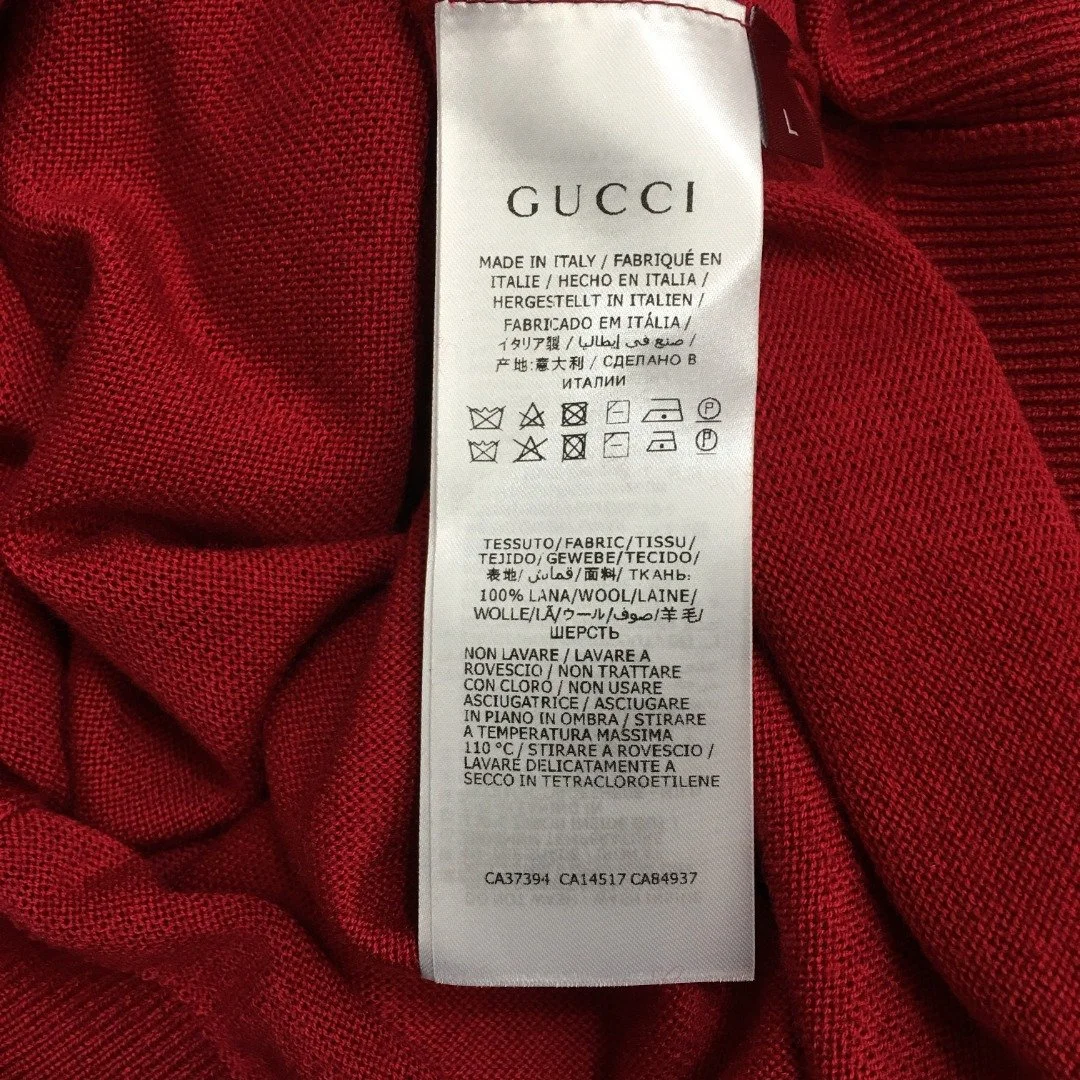 L
GUCCI
MADE IN ITALY / FABRIQUÉ EN
ITALIE / HECHO EN ITALIA /
HERGESTELLT IN ITALIEN /
FABRICADO EM ITÁLIA /
イタリア製 / صنع في إيطاليا /
产地:意大利 / СДЕЛАНО В
ИТАЛИИ
P
P
TESSUTO/FABRIC/TISSU/
TEJIDO/GEWEBE/TECIDO/
表地/ قماش/面料/ ТКАНЬ:
100% LANA/WOOL/LAINE/
WOLLE/LÃ/ウール/صوف/羊毛/
ШЕРСТЬ
NON LAVARE / LAVARE A
ROVESCIO / NON TRATTARE
CON CLORO / NON USARE
ASCIUGATRICE / ASCIUGARE
IN PIANO IN OMBRA / STIRARE
A TEMPERATURA MASSIMA
110 °C / STIRARE A ROVESCIO /
LAVARE DELICATAMENTE A
SECCO IN TETRACLOROETILENE
CA37394 CA14517 CA84937